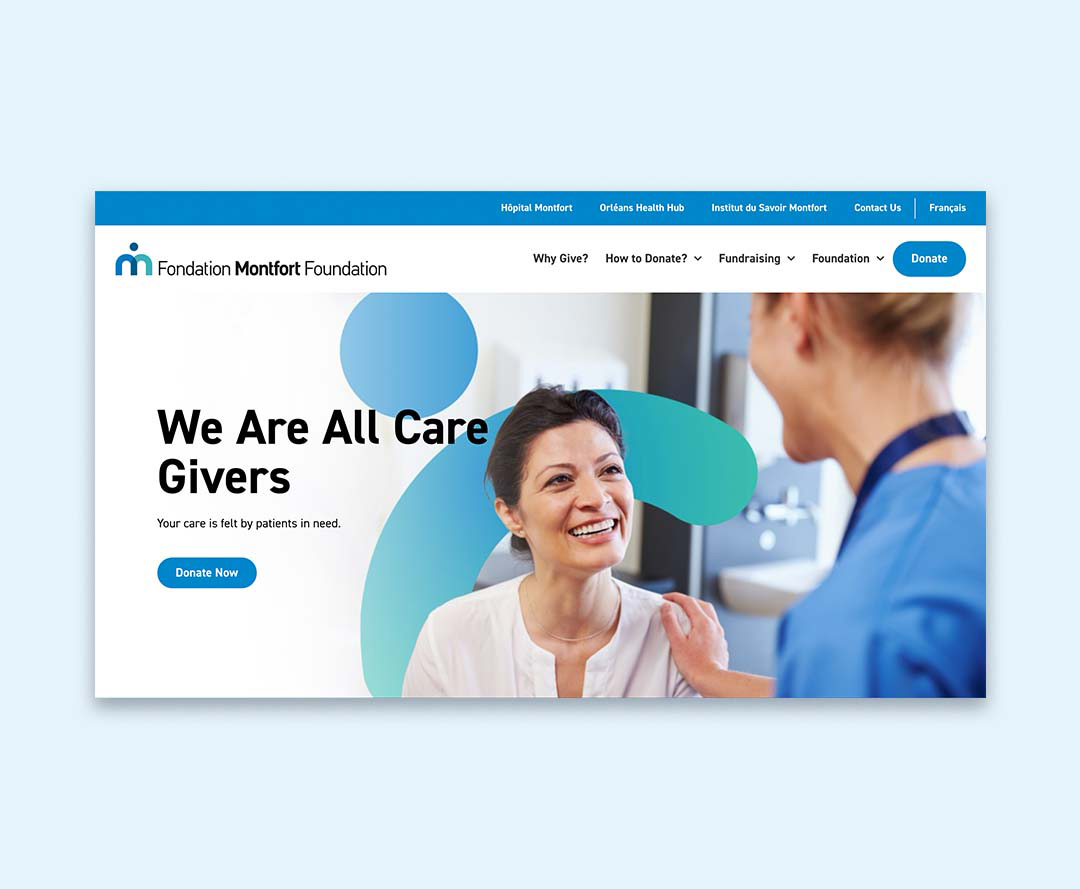 Hôpital Montfort Orléans Health Hub Institut du Savoir Montfort Contact Us Français
Fondation Montfort Foundation
Why Give? How to Donate? Fundraising Foundation Donate
We Are All Care
Givers
Your care is felt by patients in need.
Donate Now